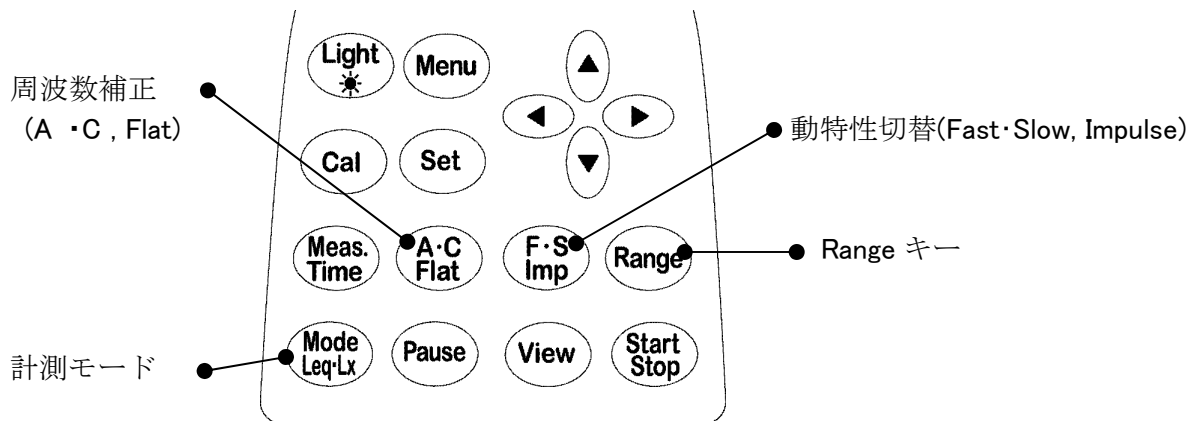 Light
Menu
周波数補正
(A ・C , Flat)
動特性切替(Fast・Slow, Impulse)
Cal
Set
Meas.
Time
A・C
Flat
F・S
Imp
Range
Range キー
計測モード
Mode
Leq・Lx
Pause
View
Start
Stop